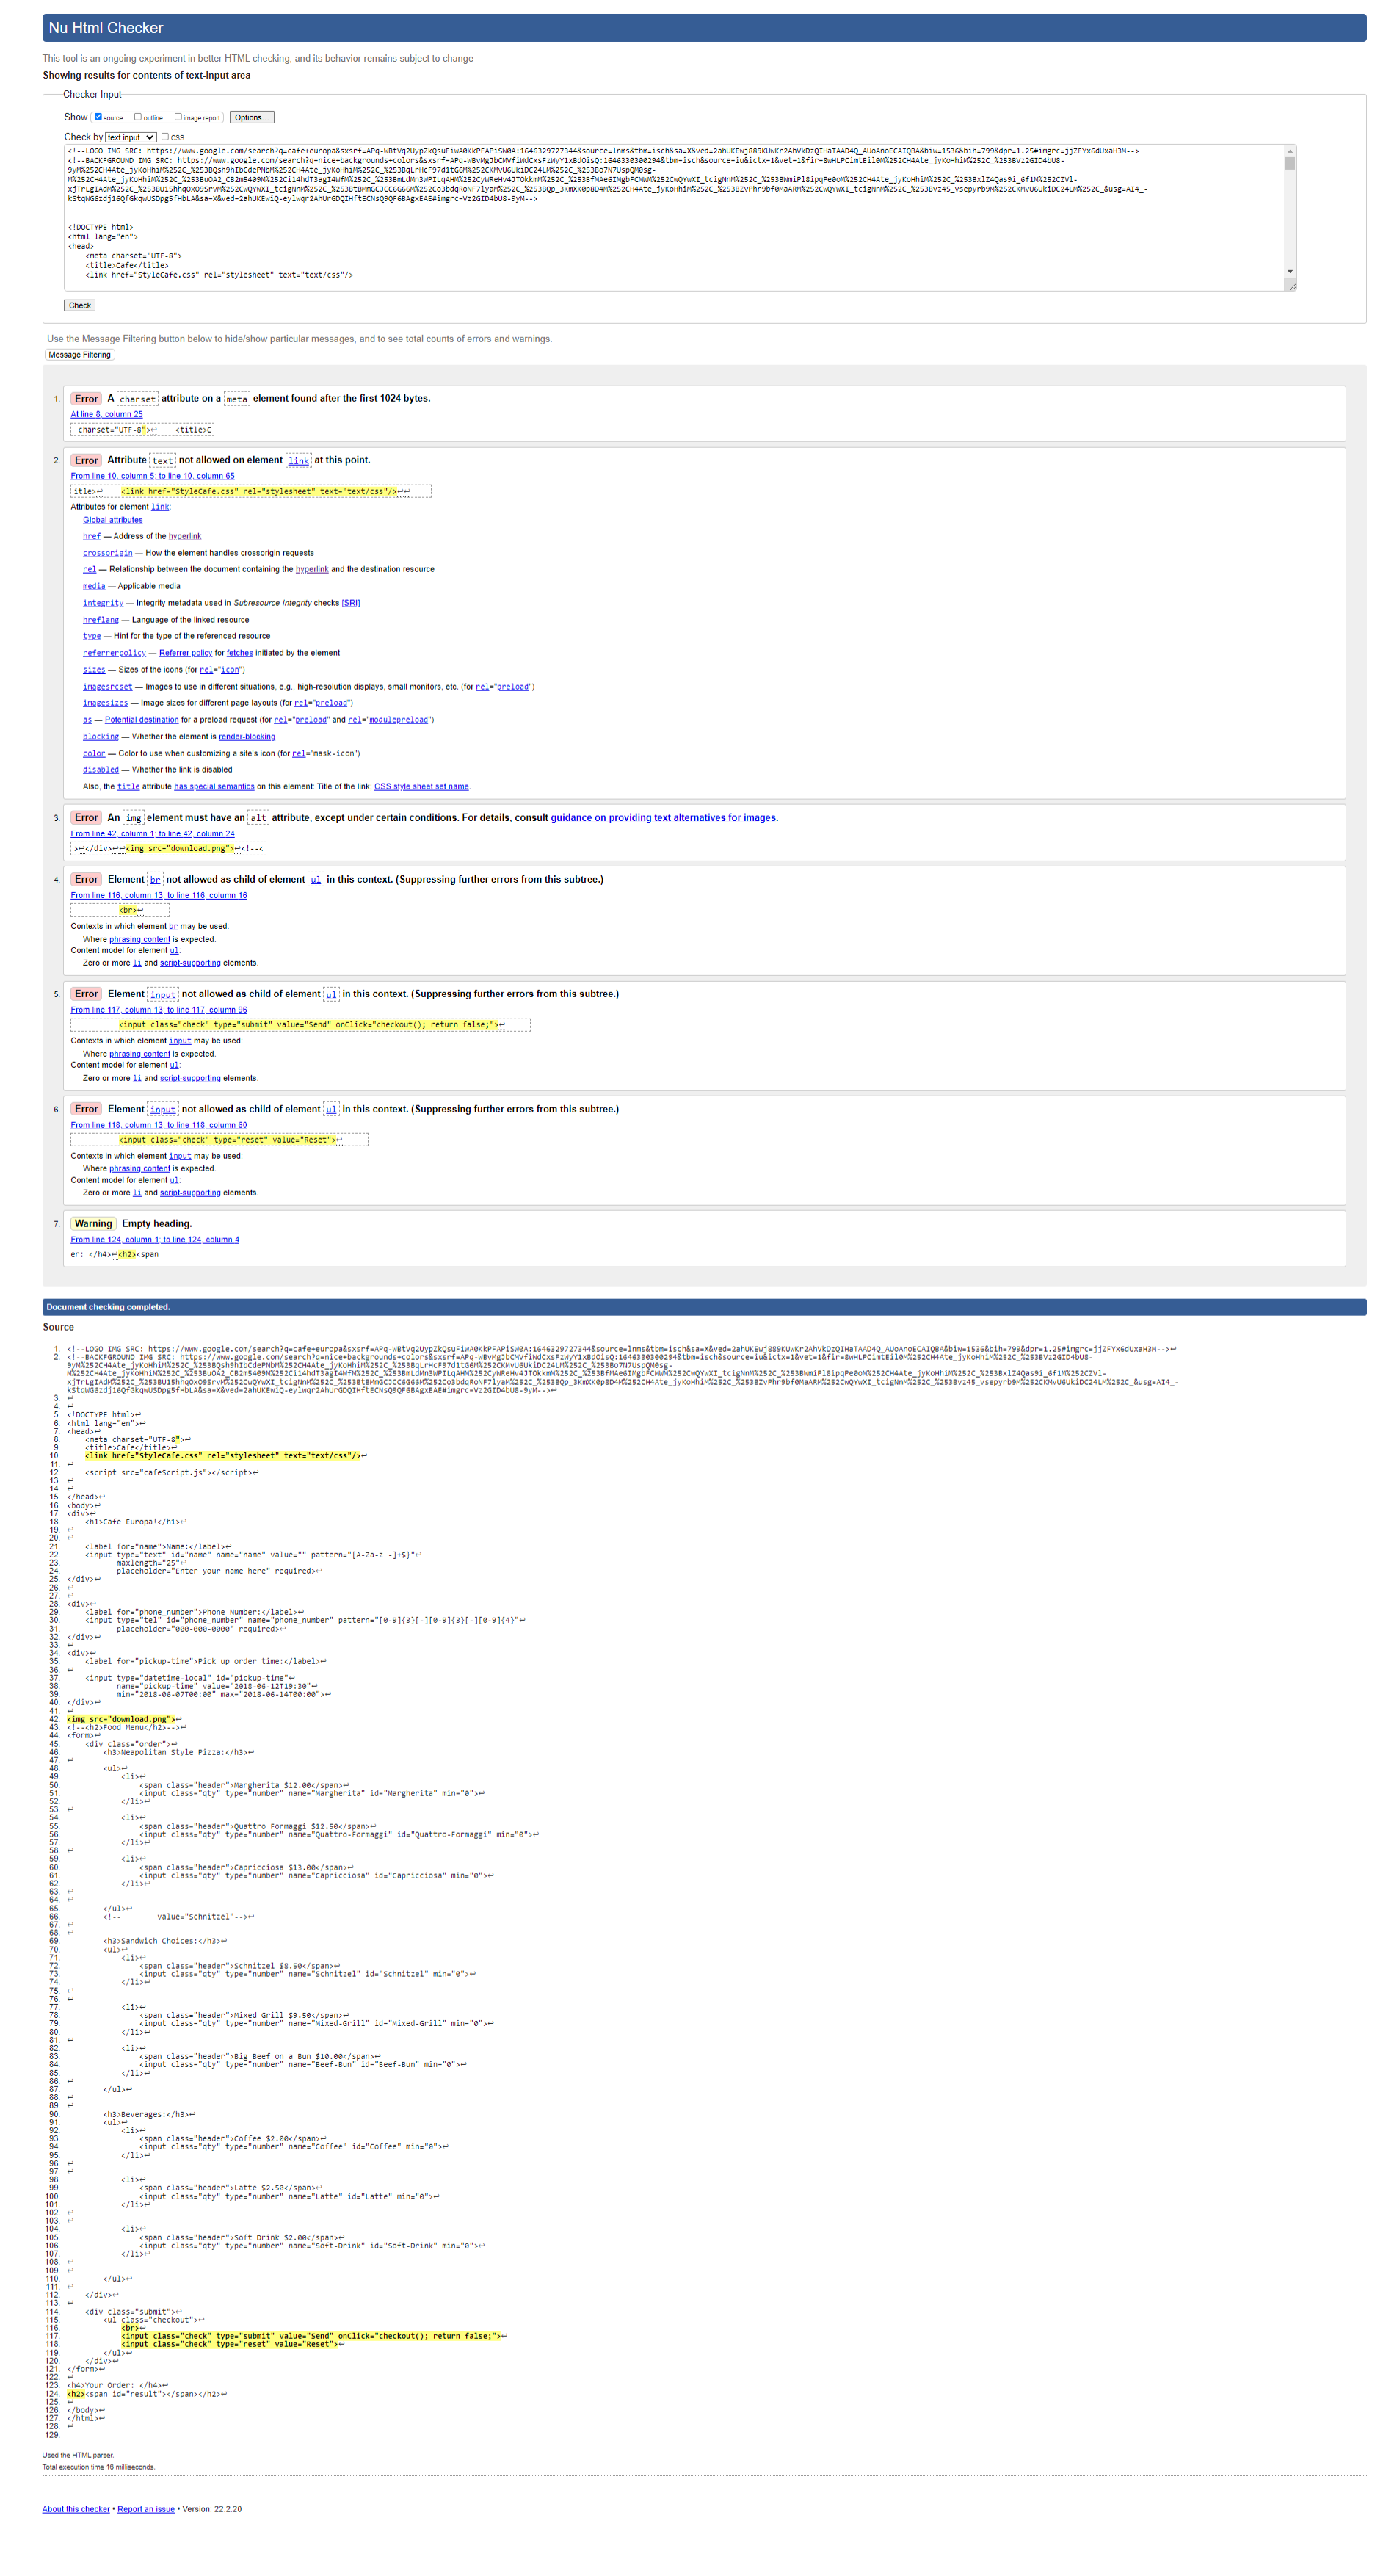 Nu Html Checker
This tool is an ongoing experiment in better HTML checking, and its behavior remains subject to change
Showing results for contents of text-input area
Checker Input
Show source outline image report Options...
Check by text input CSS
<!--LOGO IMG SRC: https://www.google.com/search?q=cafe+europa
<!--BACKFGROUND IMG SRC: https://www.google.com/search?q=nice+backgrounds+colors
<!DOCTYPE html>
<html lang="en">
<head>
    <meta charset="UTF-8">
    <title>Cafe</title>
    <link href="StyleCafe.css" rel="stylesheet" text="text/css"/>
Check
Use the Message Filtering button below to hide/show particular messages, and to see total counts of errors and warnings.
Message Filtering
1. Error A charset attribute on a meta element found after the first 1024 bytes.
At line 8, column 25
charset="UTF-8">↩    <title>C
2. Error Attribute text not allowed on element link at this point.
From line 10, column 5; to line 10, column 65
itle>↩    <link href="StyleCafe.css" rel="stylesheet" text="text/css"/>↩↩
Attributes for element link:
Global attributes
href — Address of the hyperlink
crossorigin — How the element handles crossorigin requests
rel — Relationship between the document containing the hyperlink and the destination resource
media — Applicable media
integrity — Integrity metadata used in Subresource Integrity checks [SRI]
hreflang — Language of the linked resource
type — Hint for the type of the referenced resource
referrerpolicy — Referrer policy for fetches initiated by the element
sizes — Sizes of the icons (for rel="icon")
imagesrcset — Images to use in different situations, e.g., high-resolution displays, small monitors, etc. (for rel="preload")
imagesizes — Image sizes for different page layouts (for rel="preload")
as — Potential destination for a preload request (for rel="preload" and rel="modulepreload")
blocking — Whether the element is render-blocking
color — Color to use when customizing a site's icon (for rel="mask-icon")
disabled — Whether the link is disabled
Also, the title attribute has special semantics on this element: Title of the link; CSS style sheet set name.
3. Error An img element must have an alt attribute, except under certain conditions. For details, consult guidance on providing text alternatives for images.
From line 42, column 1; to line 42, column 24
>↩</div>↩↩<img src="download.png">↩<!--<
4. Error Element br not allowed as child of element ul in this context. (Suppressing further errors from this subtree.)
From line 116, column 13; to line 116, column 16
<br>↩
Contexts in which element br may be used:
Where phrasing content is expected.
Content model for element ul:
Zero or more li and script-supporting elements.
5. Error Element input not allowed as child of element ul in this context. (Suppressing further errors from this subtree.)
From line 117, column 13; to line 117, column 96
<input class="check" type="submit" value="Send" onClick="checkout(); return false;">↩
Contexts in which element input may be used:
Where phrasing content is expected.
Content model for element ul:
Zero or more li and script-supporting elements.
6. Error Element input not allowed as child of element ul in this context. (Suppressing further errors from this subtree.)
From line 118, column 13; to line 118, column 60
<input class="check" type="reset" value="Reset">↩
Contexts in which element input may be used:
Where phrasing content is expected.
Content model for element ul:
Zero or more li and script-supporting elements.
7. Warning Empty heading.
From line 124, column 1; to line 124, column 4
er: </h4>↩<h2><span
Document checking completed.
Source
1. <!--LOGO IMG SRC: https://www.google.com/search?q=cafe+europa
2. <!--BACKFGROUND IMG SRC: https://www.google.com/search?q=nice+backgrounds+colors
3. ↩
4. ↩
5. <!DOCTYPE html>↩
6. <html lang="en">↩
7. <head>↩
8.     <meta charset="UTF-8">↩
9.     <title>Cafe</title>↩
10.     <link href="StyleCafe.css" rel="stylesheet" text="text/css"/>↩
11. ↩
12.     <script src="cafeScript.js"></script>↩
13. ↩
14. ↩
15. </head>↩
16. <body>↩
17. <div>↩
18.     <h1>Cafe Europa!</h1>↩
19. ↩
20. ↩
21.     <label for="name">Name:</label>↩
22.     <input type="text" id="name" name="name" value="" pattern="[A-Za-z -]+$}"↩
23.            maxlength="25"↩
24.            placeholder="Enter your name here" required>↩
25. </div>↩
26. ↩
27. ↩
28. <div>↩
29.     <label for="phone_number">Phone Number:</label>↩
30.     <input type="tel" id="phone_number" name="phone_number" pattern="[0-9]{3}[-][0-9]{3}[-][0-9]{4}"↩
31.            placeholder="000-000-0000" required>↩
32. </div>↩
33. ↩
34. <div>↩
35.     <label for="pickup-time">Pick up order time:</label>↩
36. ↩
37.     <input type="datetime-local" id="pickup-time"↩
38.            name="pickup-time" value="2018-06-12T19:30"↩
39.            min="2018-06-07T00:00" max="2018-06-14T00:00">↩
40. </div>↩
41. ↩
42. <img src="download.png">↩
43. <!--<h2>Food Menu</h2>-->↩
44. <form>↩
45.     <div class="order">↩
46.         <h3>Neapolitan Style Pizza:</h3>↩
47. ↩
48.         <ul>↩
49.             <li>↩
50.                 <span class="header">Margherita $12.00</span>↩
51.                 <input class="qty" type="number" name="Margherita" id="Margherita" min="0">↩
52.             </li>↩
53. ↩
54.             <li>↩
55.                 <span class="header">Quattro Formaggi $12.50</span>↩
56.                 <input class="qty" type="number" name="Quattro-Formaggi" id="Quattro-Formaggi" min="0">↩
57.             </li>↩
58. ↩
59.             <li>↩
60.                 <span class="header">Capricciosa $13.00</span>↩
61.                 <input class="qty" type="number" name="Capricciosa" id="Capricciosa" min="0">↩
62.             </li>↩
63. ↩
64. ↩
65.         </ul>↩
66.         <!--        value="Schnitzel"-->↩
67. ↩
68. ↩
69.         <h3>Sandwich Choices:</h3>↩
70.         <ul>↩
71.             <li>↩
72.                 <span class="header">Schnitzel $8.50</span>↩
73.                 <input class="qty" type="number" name="Schnitzel" id="Schnitzel" min="0">↩
74.             </li>↩
75. ↩
76. ↩
77.             <li>↩
78.                 <span class="header">Mixed Grill $9.50</span>↩
79.                 <input class="qty" type="number" name="Mixed-Grill" id="Mixed-Grill" min="0">↩
80.             </li>↩
81. ↩
82.             <li>↩
83.                 <span class="header">Big Beef on a Bun $10.00</span>↩
84.                 <input class="qty" type="number" name="Beef-Bun" id="Beef-Bun" min="0">↩
85.             </li>↩
86. ↩
87.         </ul>↩
88. ↩
89. ↩
90.         <h3>Beverages:</h3>↩
91.         <ul>↩
92.             <li>↩
93.                 <span class="header">Coffee $2.00</span>↩
94.                 <input class="qty" type="number" name="Coffee" id="Coffee" min="0">↩
95.             </li>↩
96. ↩
97. ↩
98.             <li>↩
99.                 <span class="header">Latte $2.50</span>↩
100.                 <input class="qty" type="number" name="Latte" id="Latte" min="0">↩
101.             </li>↩
102. ↩
103. ↩
104.             <li>↩
105.                 <span class="header">Soft Drink $2.00</span>↩
106.                 <input class="qty" type="number" name="Soft-Drink" id="Soft-Drink" min="0">↩
107.             </li>↩
108. ↩
109. ↩
110.         </ul>↩
111. ↩
112.     </div>↩
113. ↩
114.     <div class="submit">↩
115.         <ul class="checkout">↩
116.             <br>↩
117.             <input class="check" type="submit" value="Send" onClick="checkout(); return false;">↩
118.             <input class="check" type="reset" value="Reset">↩
119.         </ul>↩
120.     </div>↩
121. </form>↩
122. ↩
123. <h4>Your Order: </h4>↩
124. <h2><span id="result"></span></h2>↩
125. ↩
126. </body>↩
127. </html>↩
128. ↩
129.
Used the HTML parser.
Total execution time 16 milliseconds.
About this checker • Report an issue • Version: 22.2.20